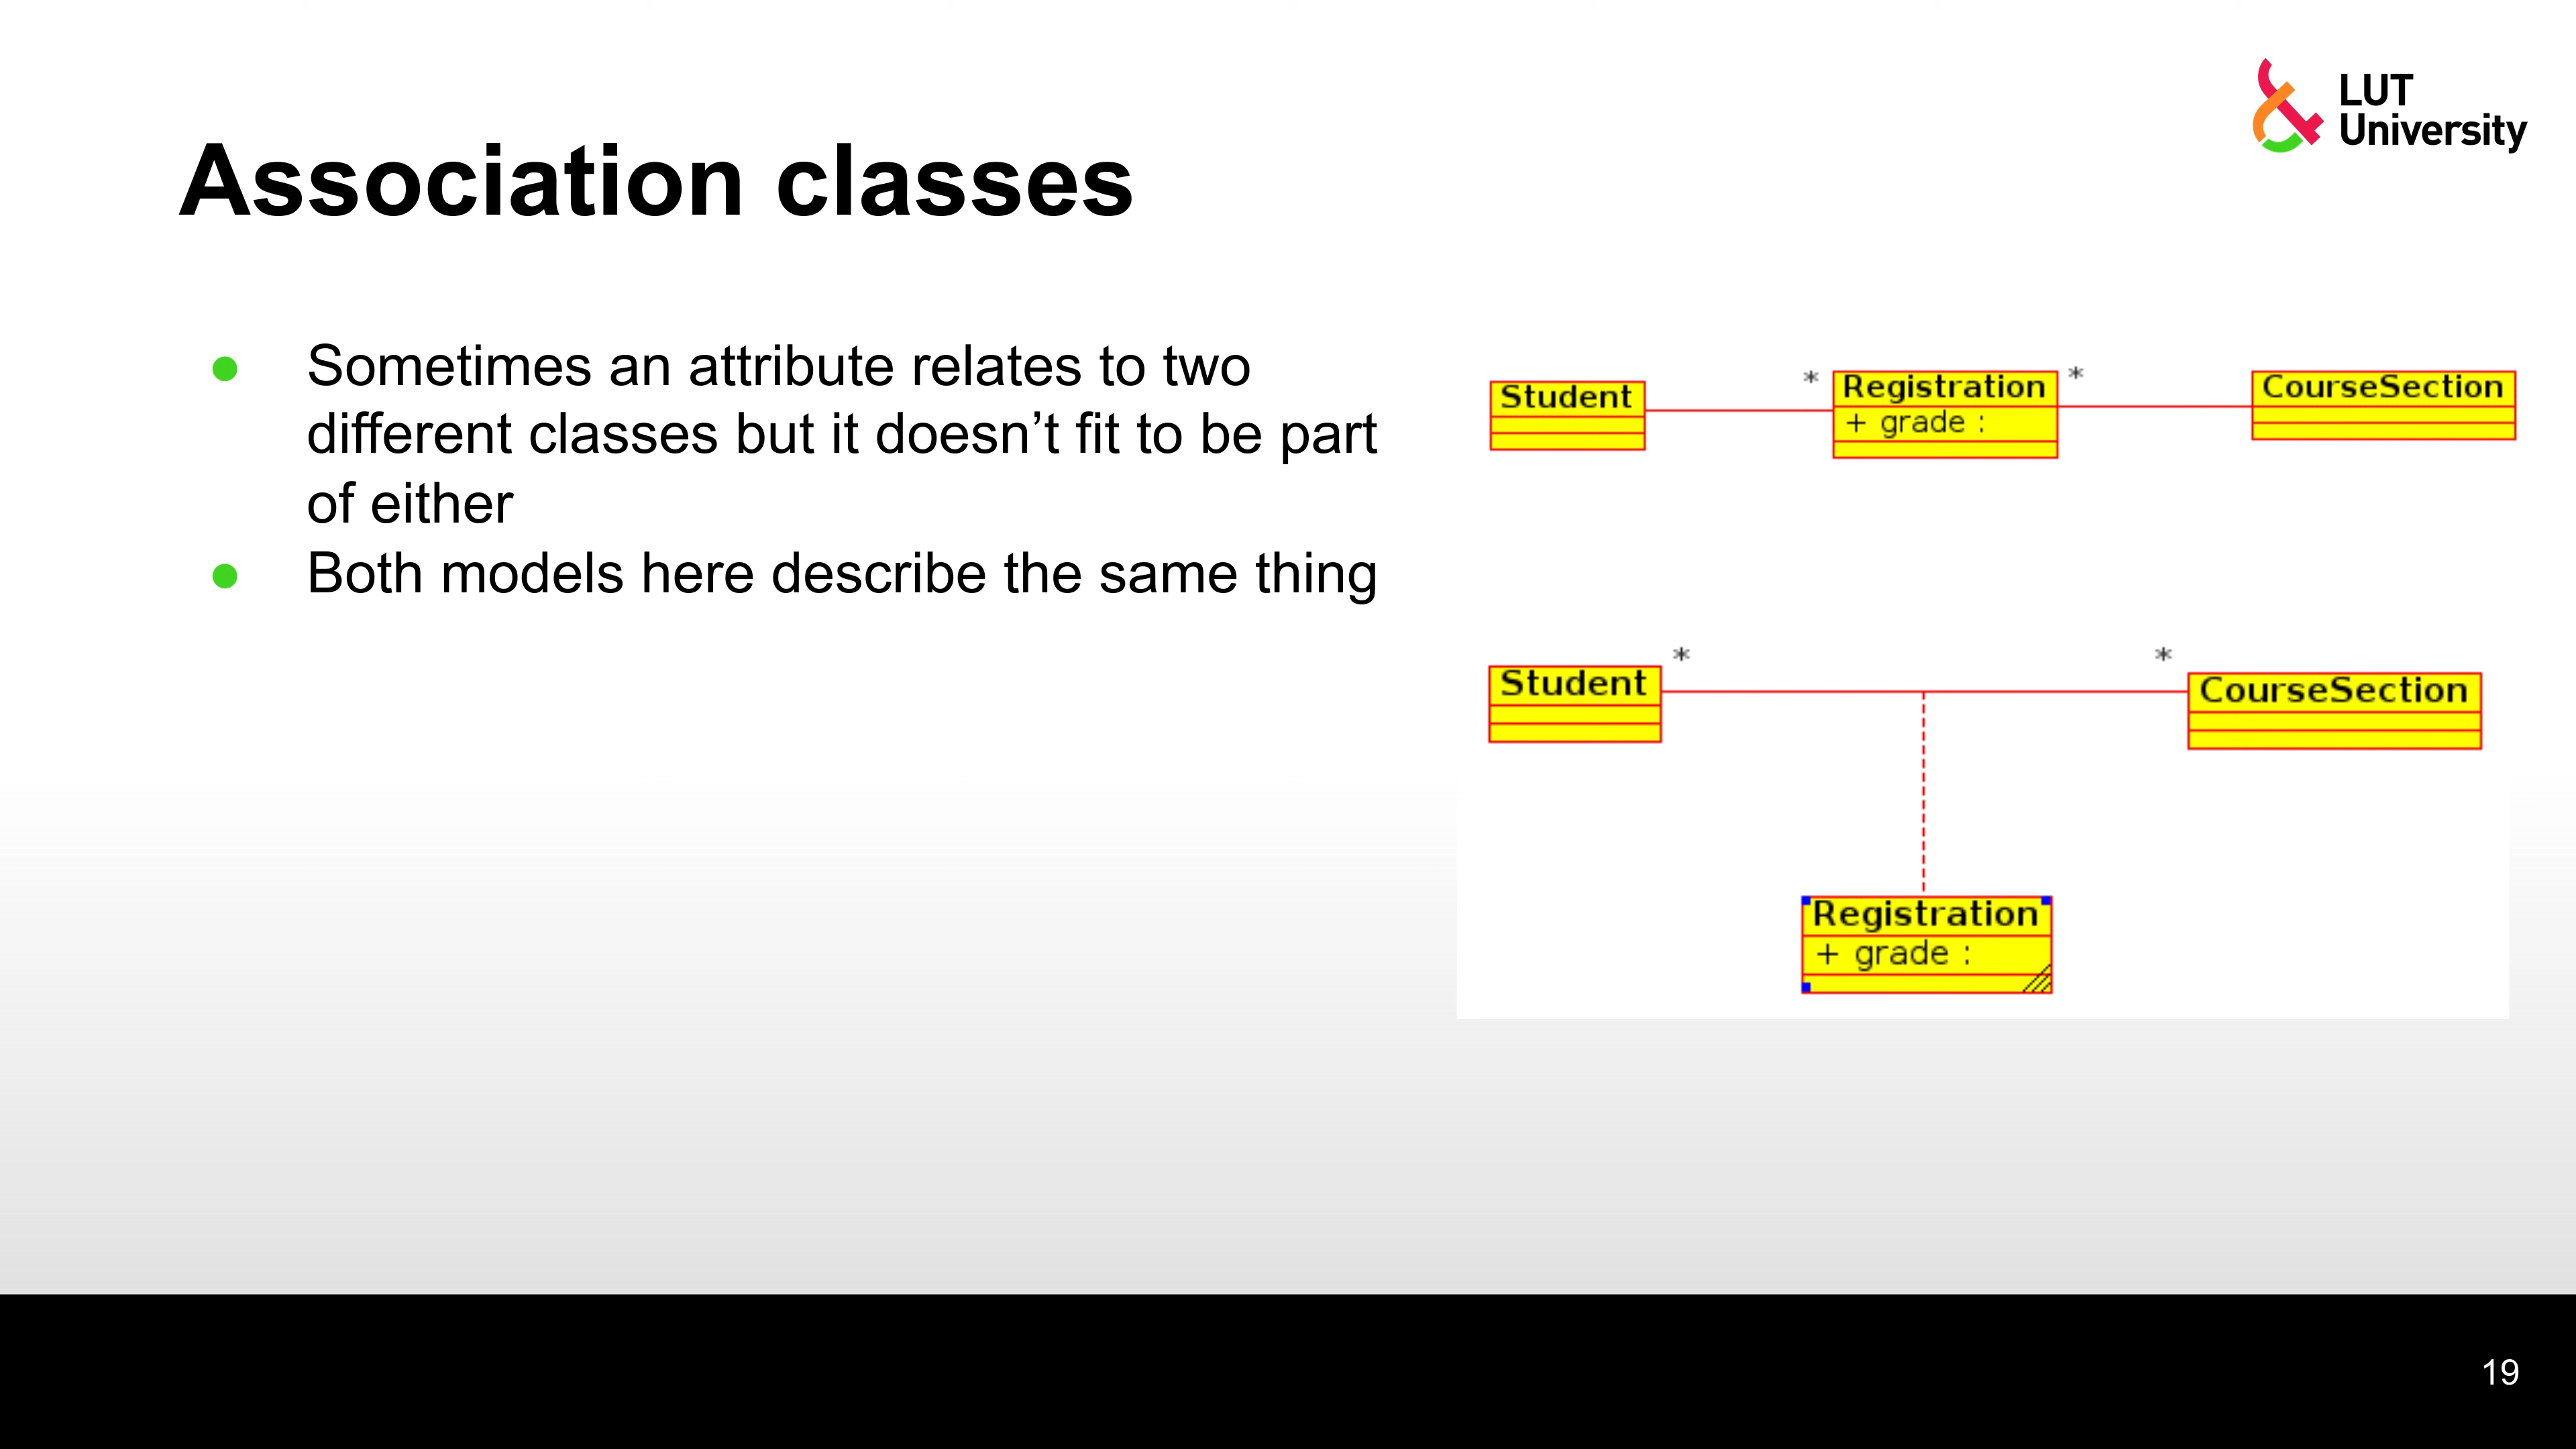 LUT
University
Association classes
● Sometimes an attribute relates to two
different classes but it doesn’t fit to be part
of either
● Both models here describe the same thing
Student
*
Registration
+ grade :
*
CourseSection
Student
*
*
CourseSection
Registration
+ grade :
19